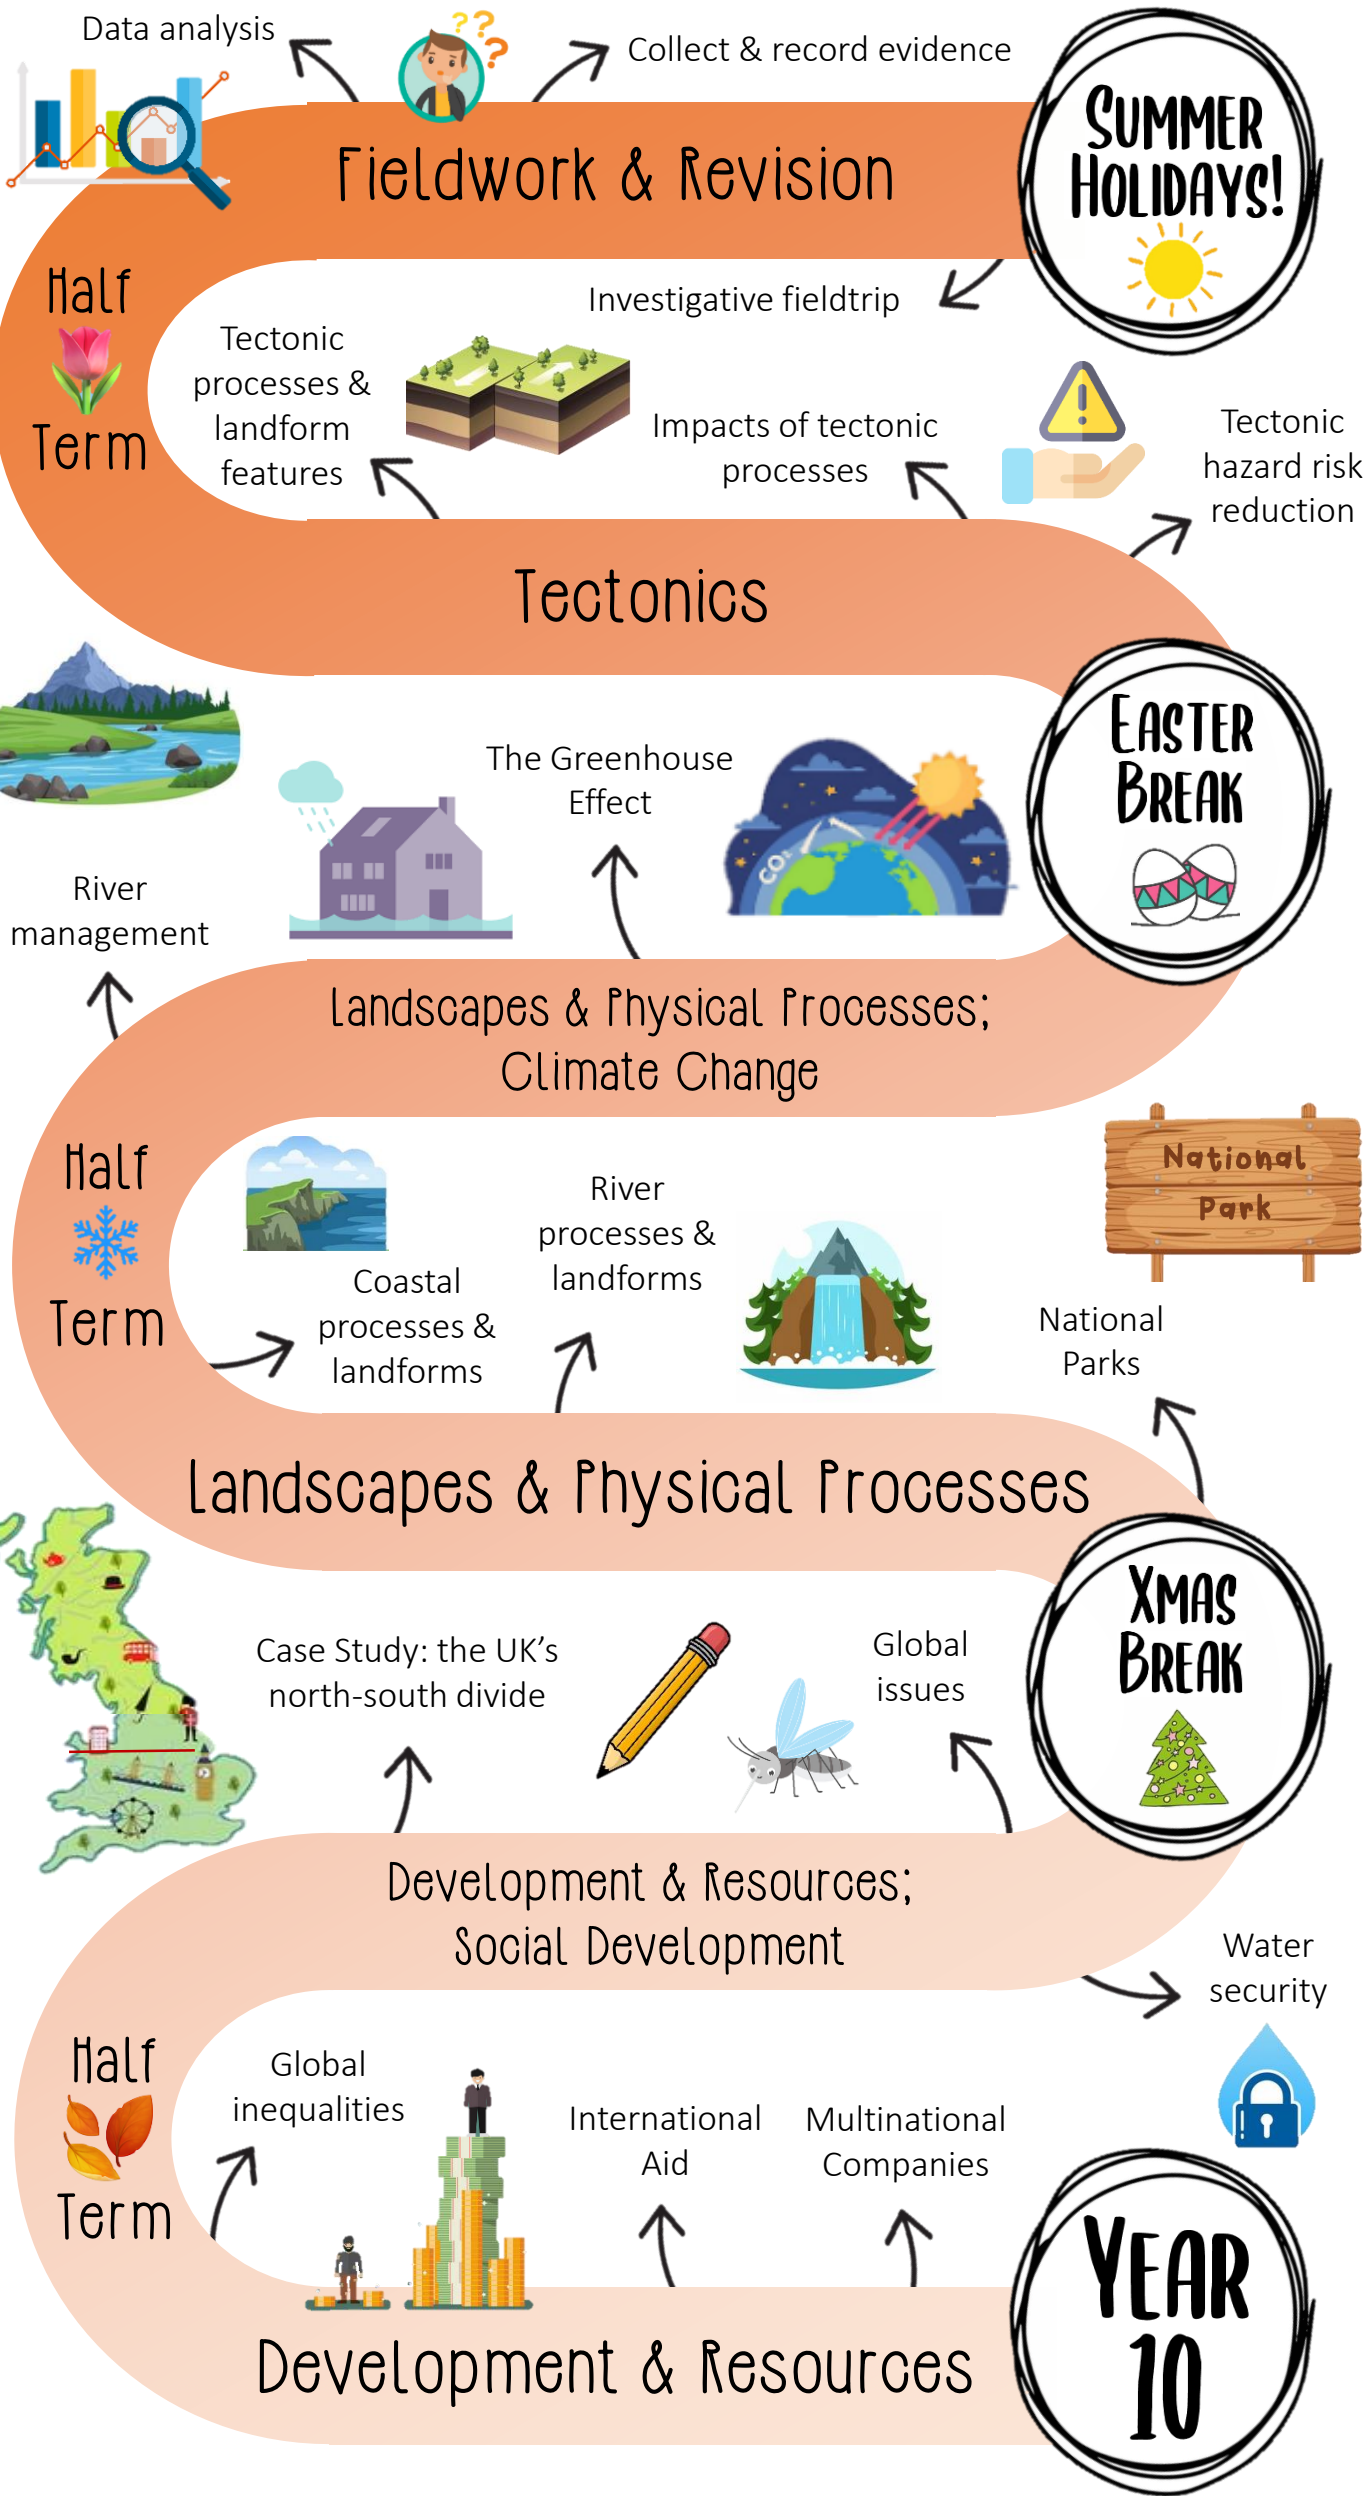 Data analysis
Collect & record evidence
SUMMER
HOLIDAYS!
Fieldwork & Revision
Half
Term
Investigative fieldtrip
Tectonic
processes &
landform
features
Impacts of tectonic
processes
Tectonic
hazard risk
reduction
Tectonics
EASTER
BREAK
The Greenhouse
Effect
CO2
River
management
Landscapes & Physical Processes;
Climate Change
Half
Term
National
Park
River
processes &
landforms
Coastal
processes &
landforms
National
Parks
Landscapes & Physical Processes
XMAS
BREAK
Case Study: the UK’s
north-south divide
Global
issues
Development & Resources;
Social Development
Water
security
Half
Term
Global
inequalities
International
Aid
Multinational
Companies
YEAR
10
Development & Resources